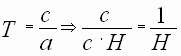 T = c/a ⇒ c/(c · H) = 1/H